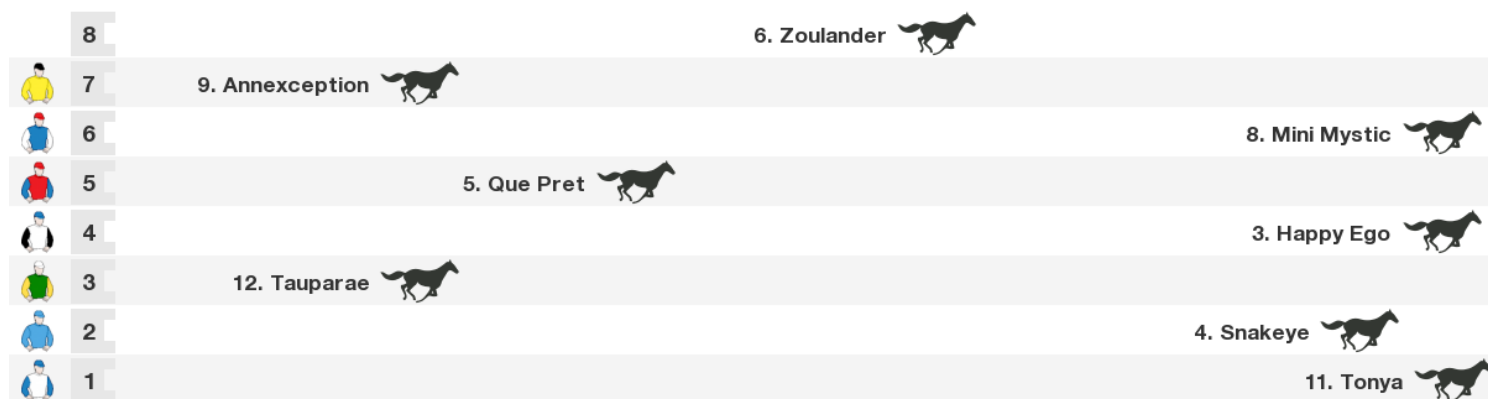 8 6. Zoulander
7 9. Annexception
6 8. Mini Mystic
5 5. Que Pret
4 3. Happy Ego
3 12. Tauparae
2 4. Snakeye
1 11. Tonya